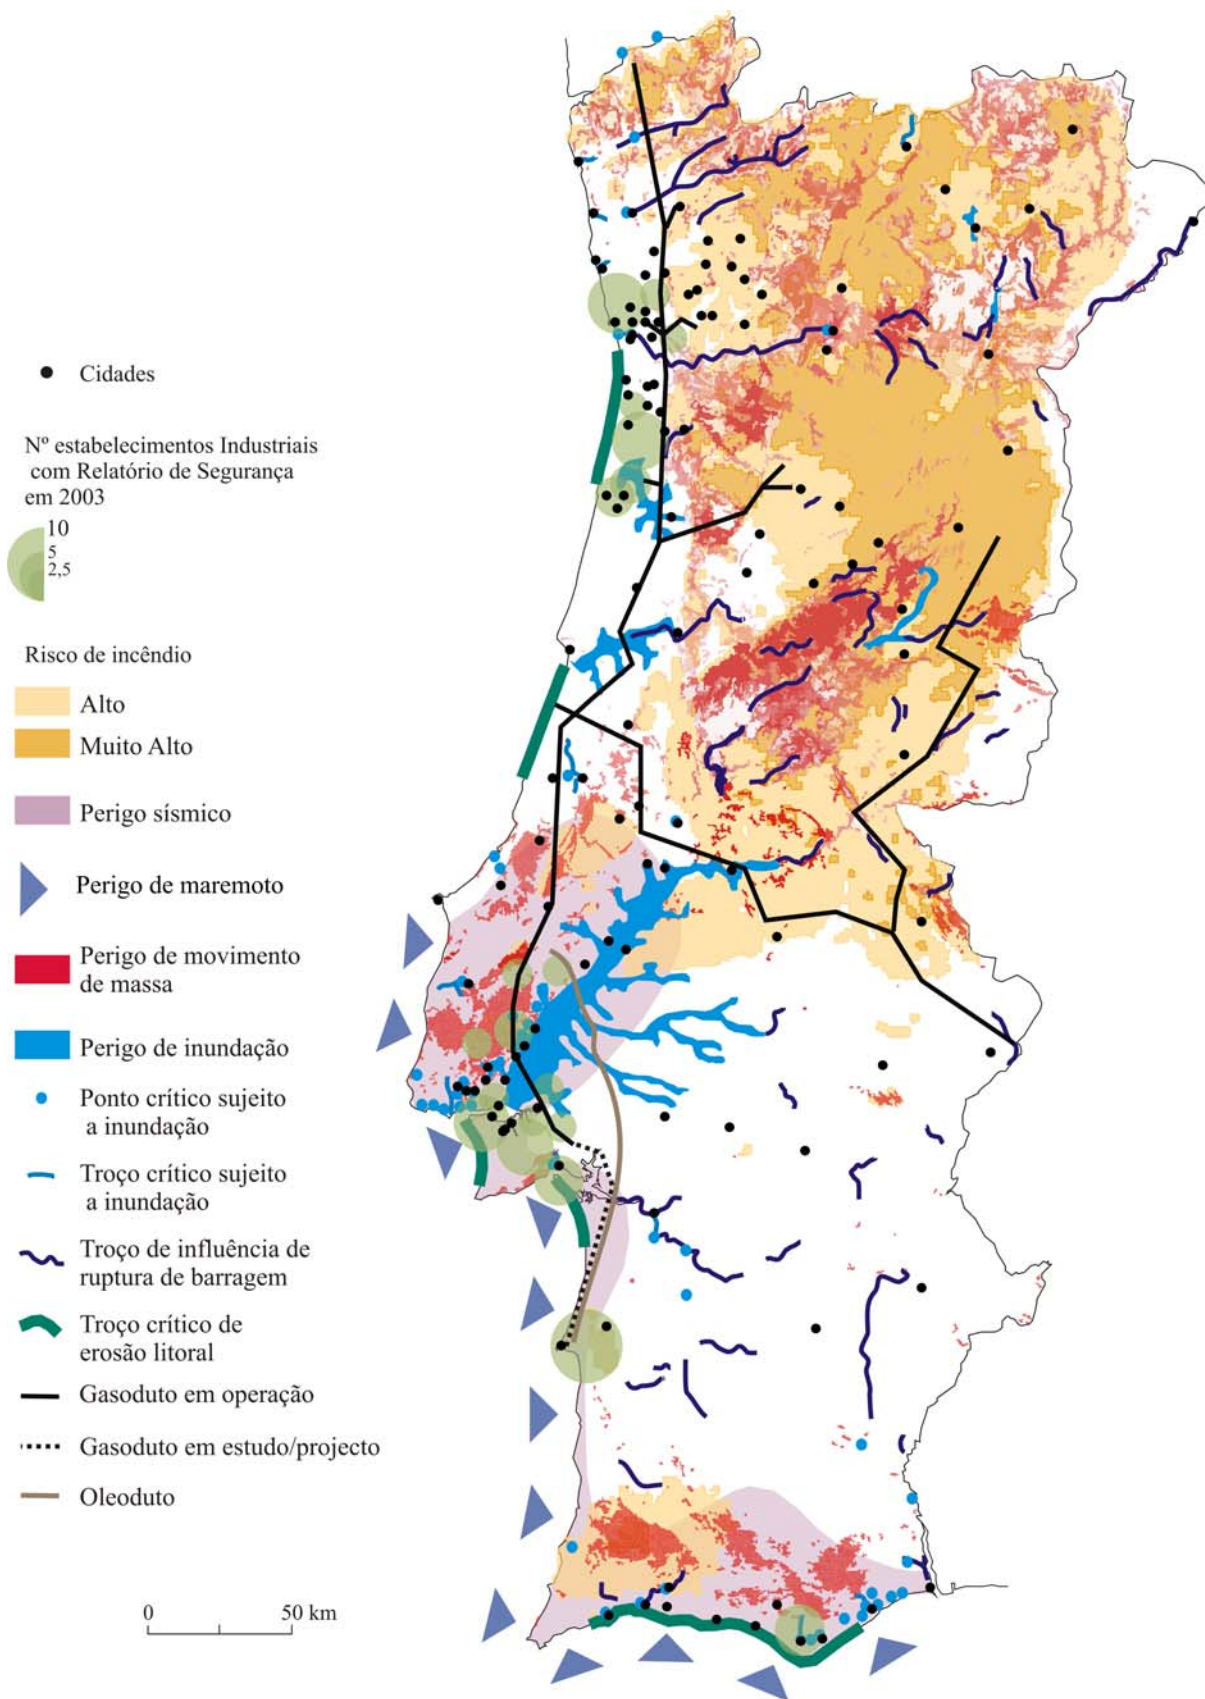 Cidades
Nº estabelecimentos Industriais
com Relatório de Segurança
em 2003
10
5
2,5
Risco de incêndio
Alto
Muito Alto
Perigo sísmico
Perigo de maremoto
Perigo de movimento
de massa
Perigo de inundação
Ponto crítico sujeito
a inundação
Troço crítico sujeito
a inundação
Troço de influência de
ruptura de barragem
Troço crítico de
erosão litoral
Gasoduto em operação
Gasoduto em estudo/projecto
Oleoduto
0 50 km